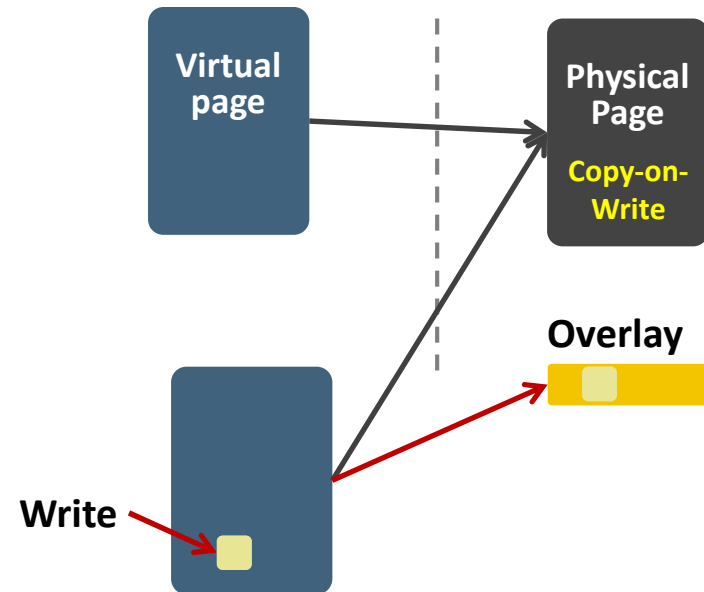 Virtual
page
Physical
Page
Copy-on-
Write
Overlay
Write